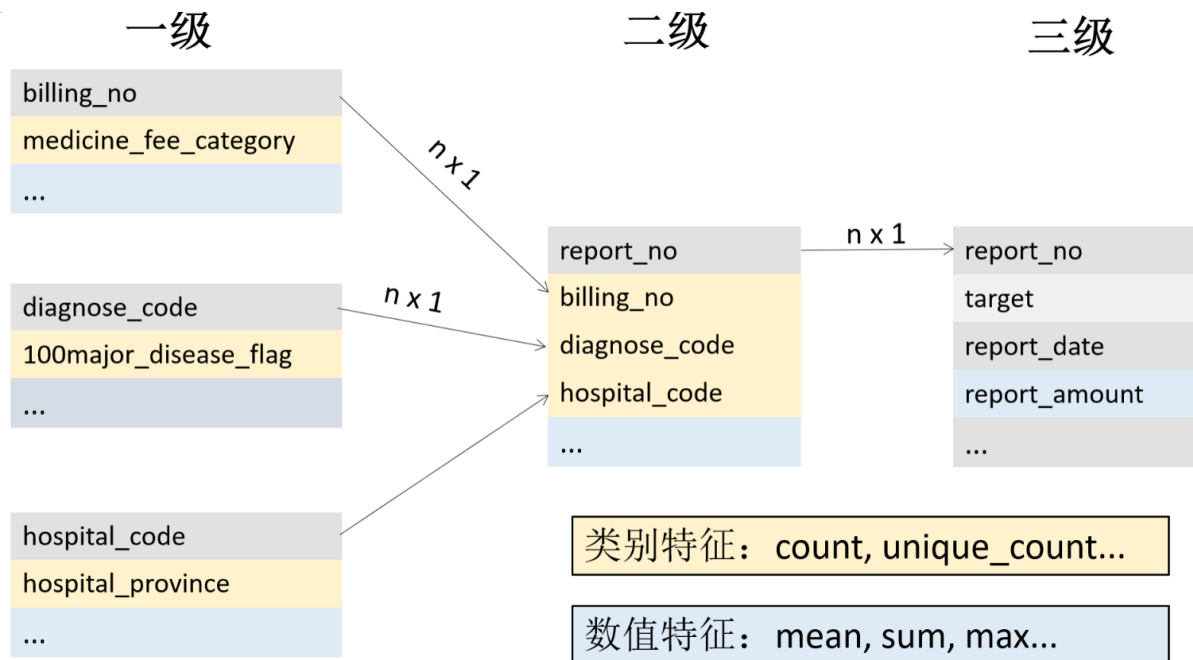 一级
二级
三级
billing_no
medicine_fee_category
...
n x 1
diagnose_code
100major_disease_flag
...
n x 1
hospital_code
hospital_province
...
report_no
billing_no
diagnose_code
hospital_code
...
n x 1
report_no
target
report_date
report_amount
...
类别特征：count, unique_count...
数值特征：mean, sum, max...